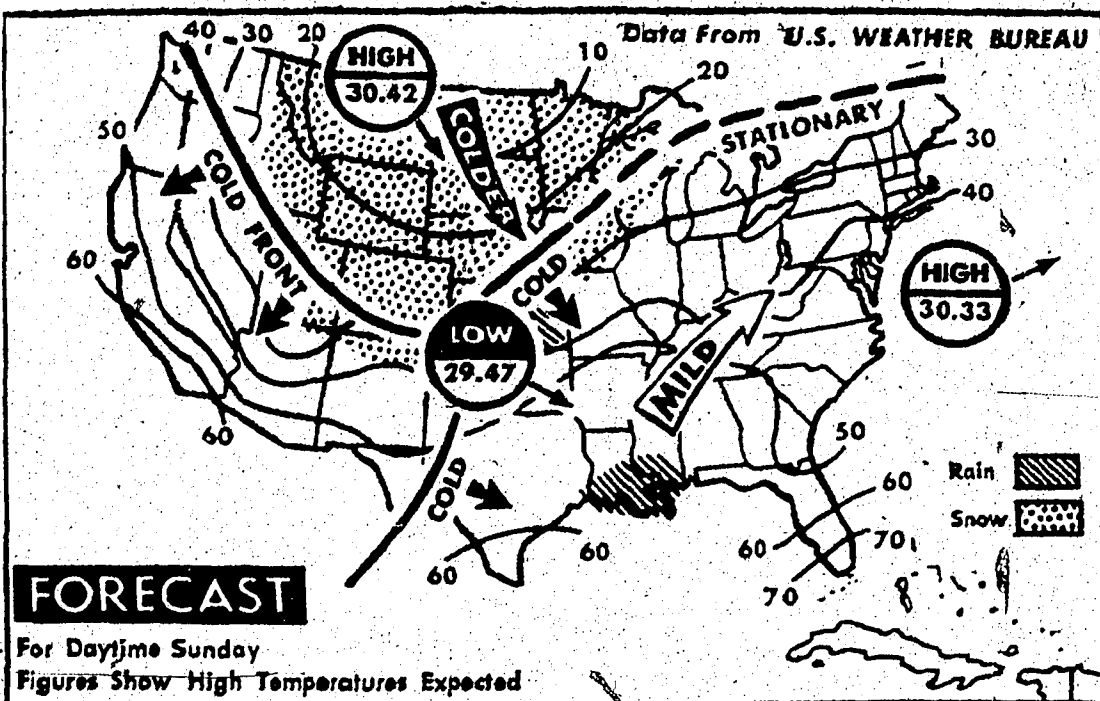 Data From U.S. WEATHER BUREAU
40 30 20
HIGH
30.42
10
20
COLDER
STATIONARY
50
30
COLD FRONT
40
60
HIGH
30.33
COLD
LOW
29.47
MILD
60
50
COLD
Rain
60
Snow
60
60
60
70
70
FORECAST
For Daytime Sunday
Figures Show High Temperatures Expected